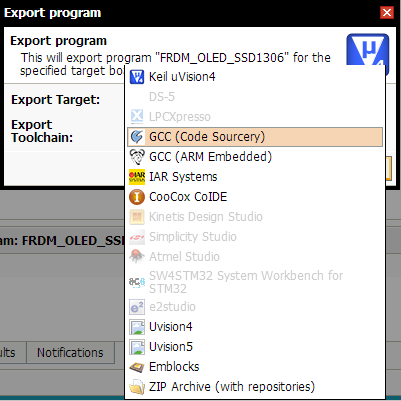 Export program
Export program
This will export program "FRDM_OLED_SSD1306" for the
specified target bo
Export Target:
Export
Toolchain:
Keil uVision4
DS-5
LPCXpresso
GCC (Code Sourcery)
GCC (ARM Embedded)
IAR Systems
CooCox CoIDE
Kinetis Design Studio
Simplicity Studio
Atmel Studio
SW4STM32 System Workbench for
STM32
e2studio
Uvision4
Uvision5
Emblocks
ZIP Archive (with repositories)
am: FRDM_OLED_SS
ults
Notifications